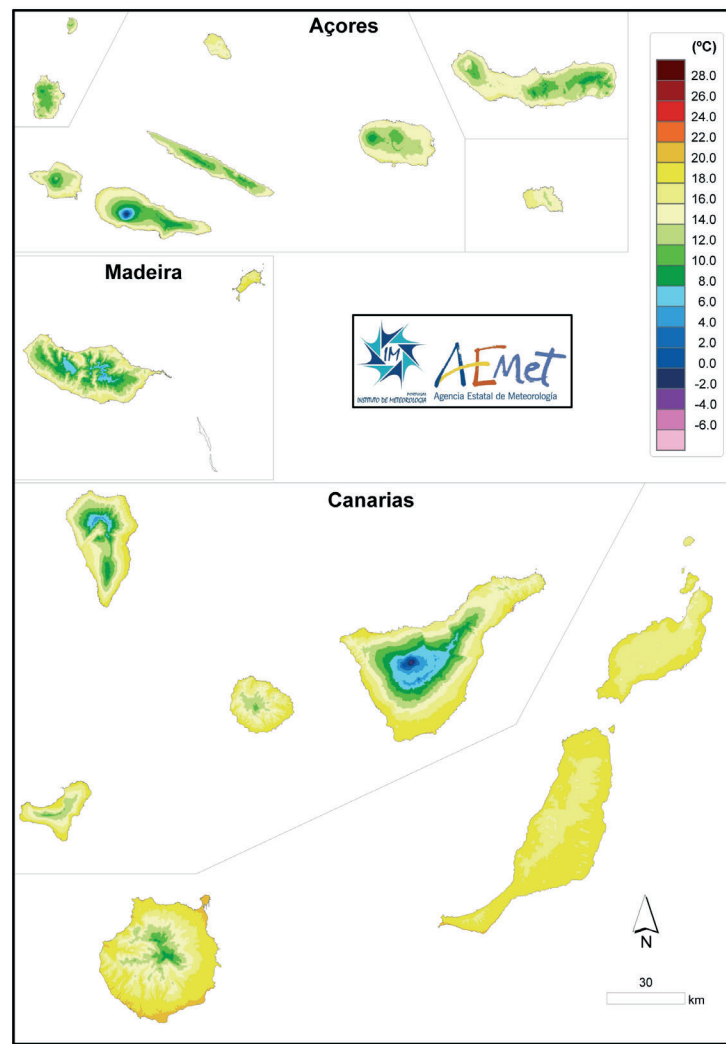 Açores
(ºC)
28.0
26.0
24.0
22.0
20.0
18.0
16.0
14.0
12.0
10.0
8.0
6.0
4.0
2.0
0.0
-2.0
-4.0
-6.0
Madeira
IM
PORTUGAL
INSTITUTO DE METEOROLOGIA
AEMet
Agencia Estatal de Meteorología
Canarias
N
30
km